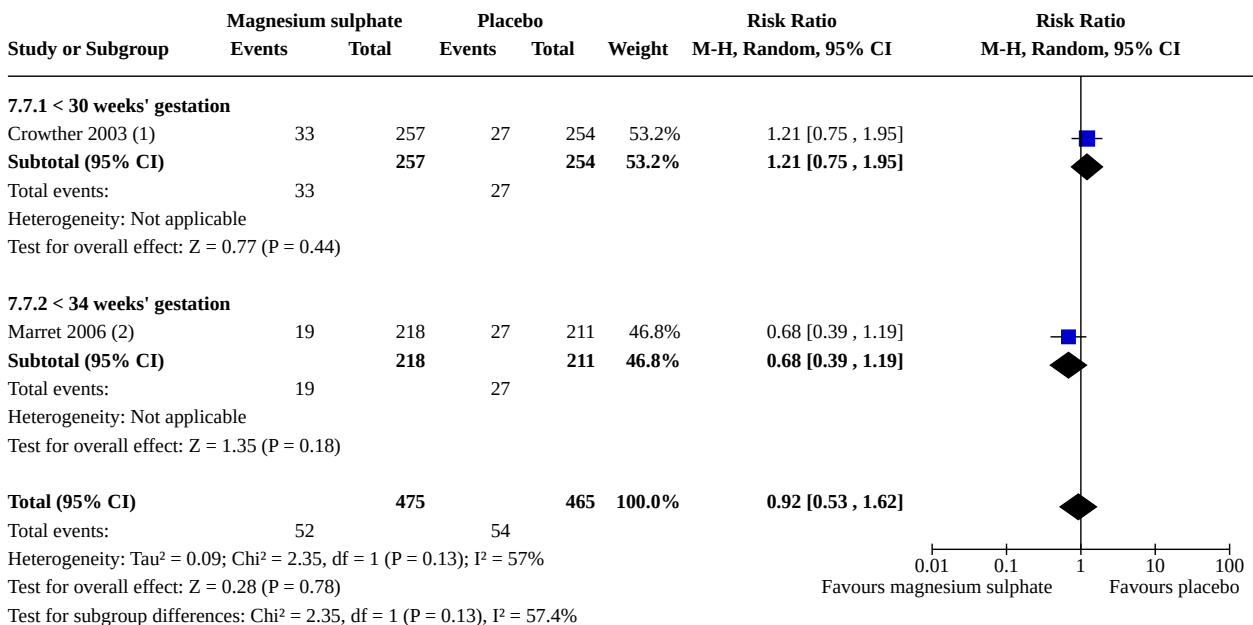 Magnesium sulphate Placebo Risk Ratio Risk Ratio
Study or Subgroup Events Total Events Total Weight M-H, Random, 95% CI M-H, Random, 95% CI
7.7.1 < 30 weeks' gestation
Crowther 2003 (1) 33 257 27 254 53.2% 1.21 [0.75 , 1.95]
Subtotal (95% CI) 257 254 53.2% 1.21 [0.75 , 1.95]
Total events: 33 27
Heterogeneity: Not applicable
Test for overall effect: Z = 0.77 (P = 0.44)
7.7.2 < 34 weeks' gestation
Marret 2006 (2) 19 218 27 211 46.8% 0.68 [0.39 , 1.19]
Subtotal (95% CI) 218 211 46.8% 0.68 [0.39 , 1.19]
Total events: 19 27
Heterogeneity: Not applicable
Test for overall effect: Z = 1.35 (P = 0.18)
Total (95% CI) 475 465 100.0% 0.92 [0.53 , 1.62]
Total events: 52 54
Heterogeneity: Tau² = 0.09; Chi² = 2.35, df = 1 (P = 0.13); I² = 57%
0.01 0.1 1 10 100
Test for overall effect: Z = 0.28 (P = 0.78)
Favours magnesium sulphate Favours placebo
Test for subgroup differences: Chi² = 2.35, df = 1 (P = 0.13), I² = 57.4%